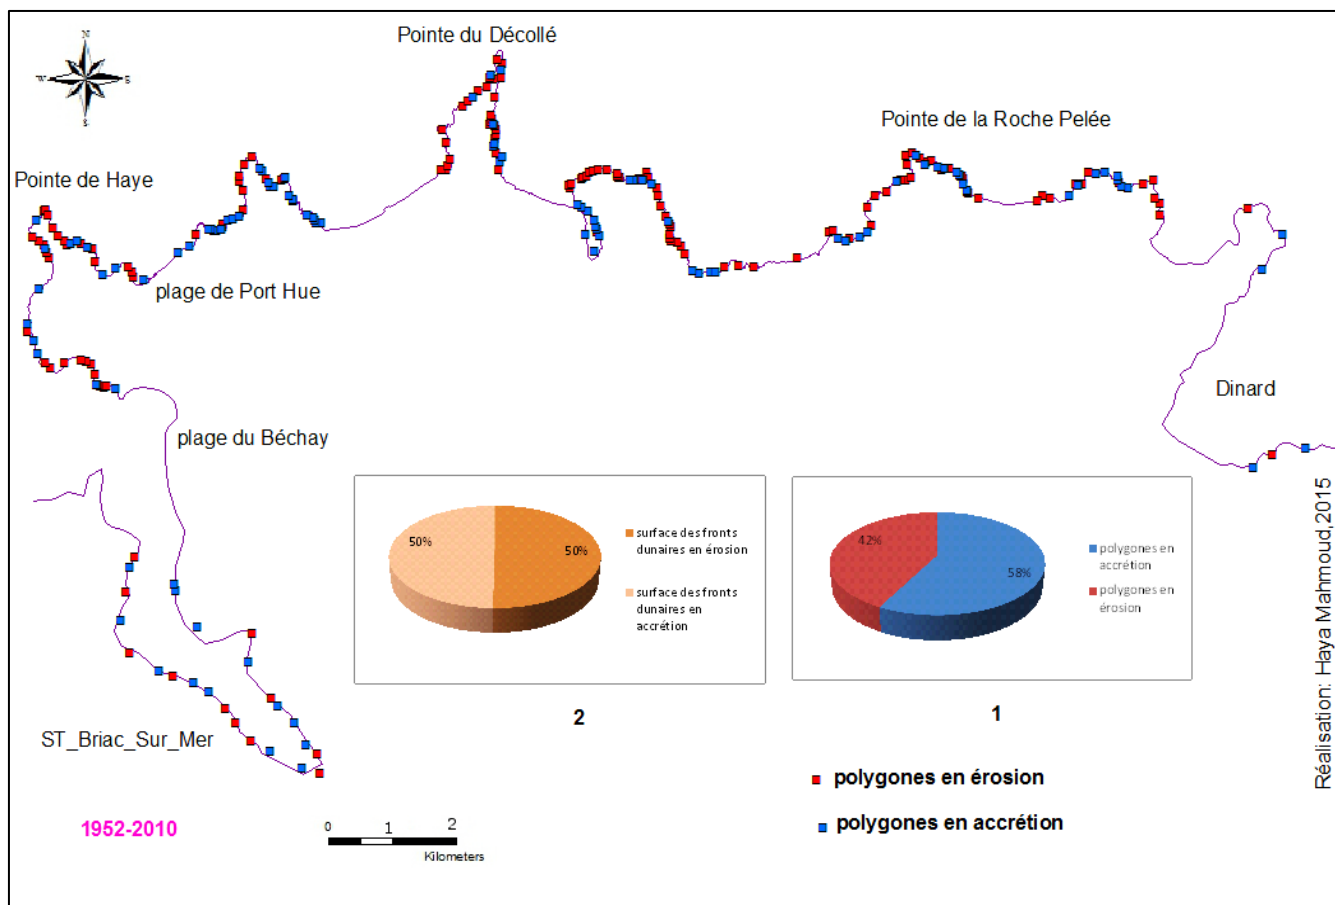 Pointe du Décollé
N
W
E
S
Pointe de la Roche Pelée
Pointe de Haye
plage de Port Hue
Dinard
plage du Béchay
50%
50%
surface des fronts
dunaires en érosion
surface des fronts
dunaires en
accrétion
42%
58%
polygones en
accrétion
polygones en
érosion
2
1
ST_Briac_Sur_Mer
polygones en érosion
polygones en accrétion
1952-2010
0 1 2
Kilometers
Réalisation: Haya Mahmoud,2015